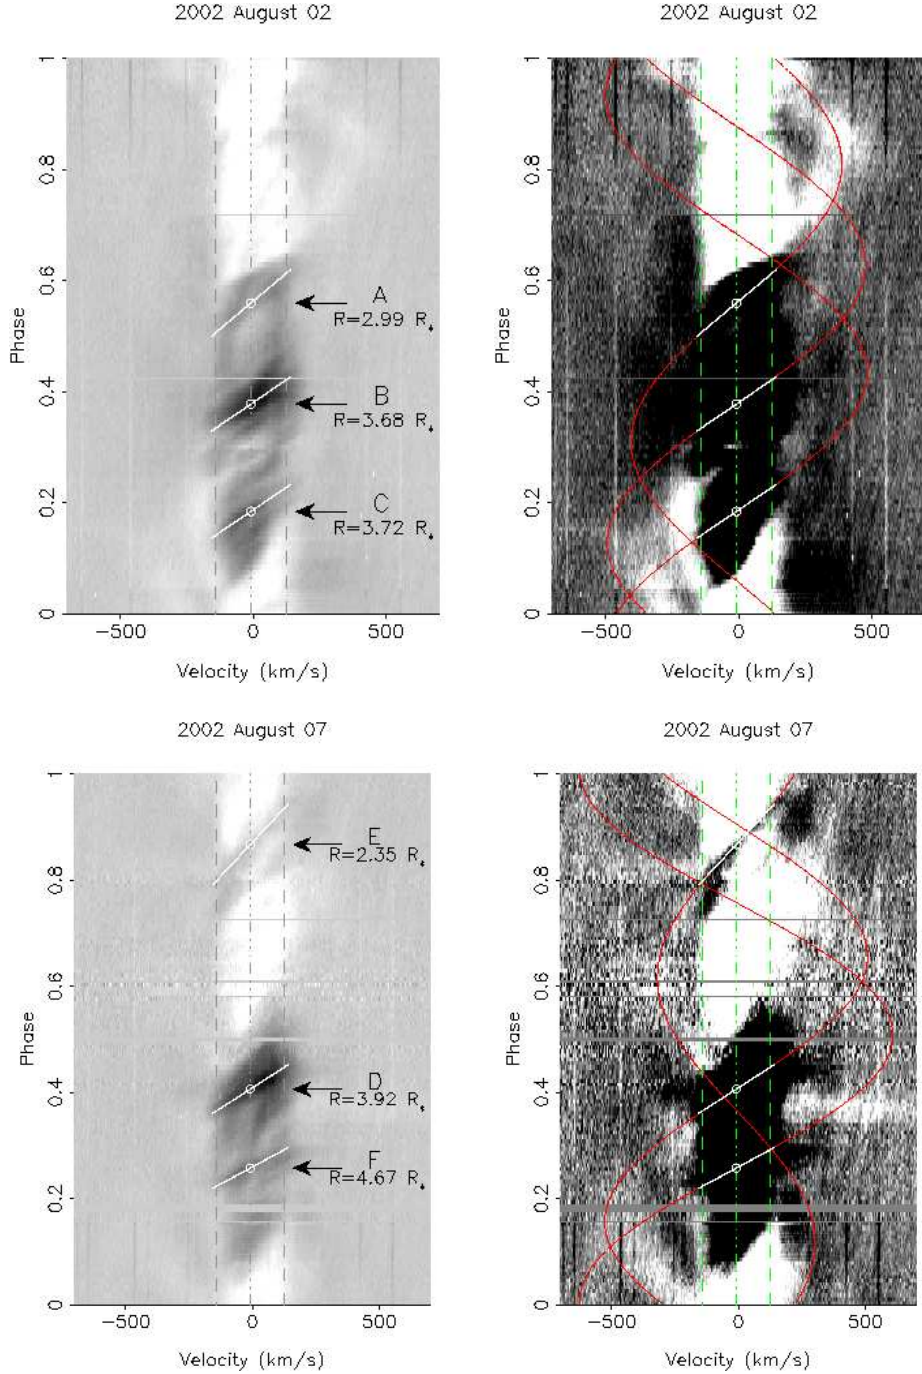 2002 August 02
2002 August 02
1
0.8
0.6
0.4
0.2
0
Phase
A
R=2.99 R*
B
R=3.68 R*
C
R=3.72 R*
−500 0 500
Velocity (km/s)
1
0.8
0.6
0.4
0.2
0
Phase
−500 0 500
Velocity (km/s)
2002 August 07
2002 August 07
1
0.8
0.6
0.4
0.2
0
Phase
E
R=2.35 R*
D
R=3.92 R*
F
R=4.67 R*
−500 0 500
Velocity (km/s)
1
0.8
0.6
0.4
0.2
0
Phase
−500 0 500
Velocity (km/s)